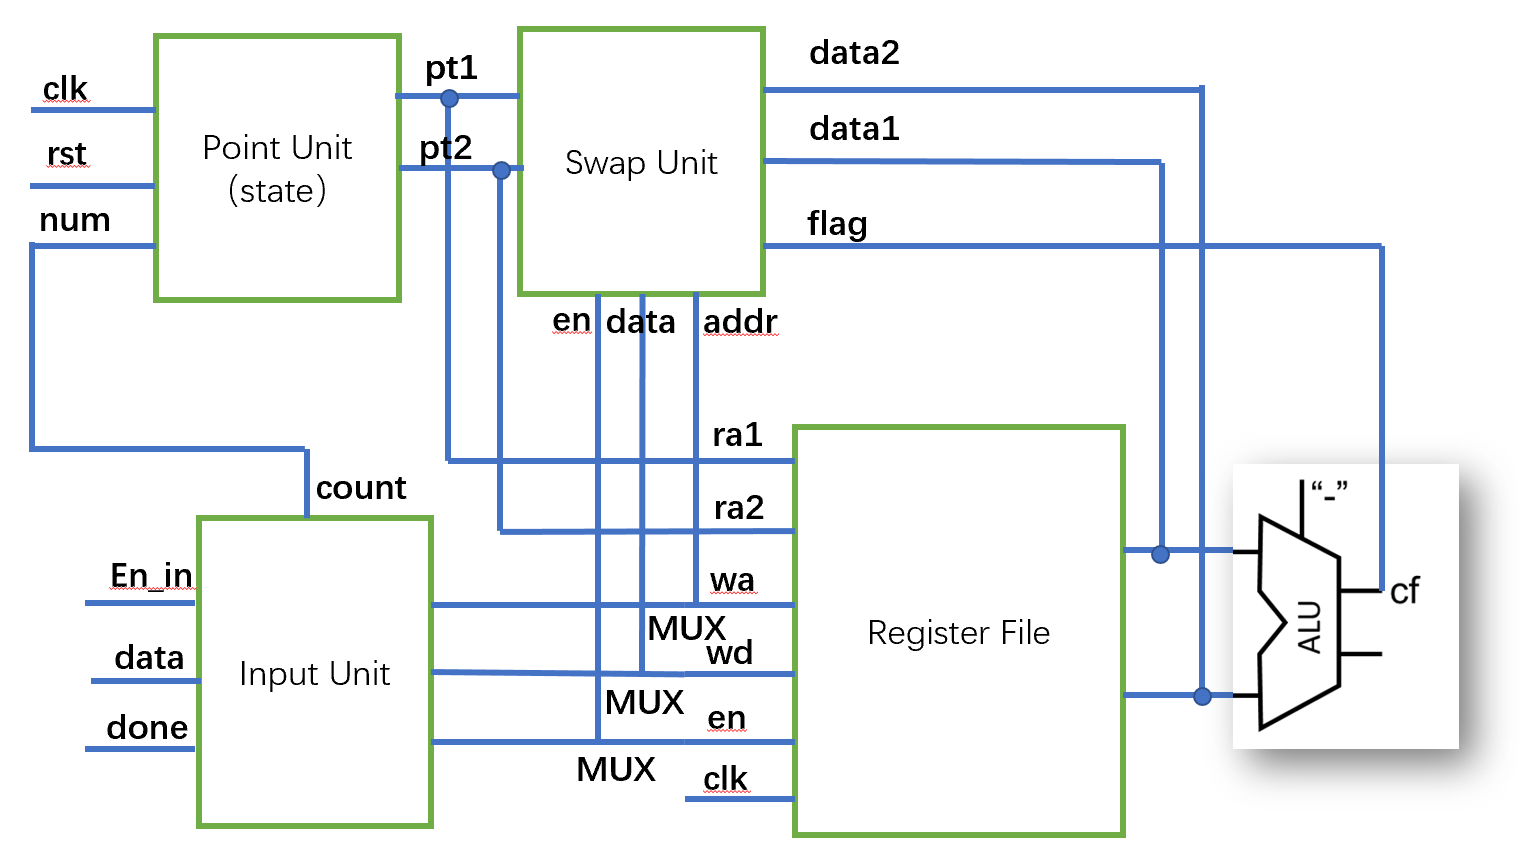 clk
rst
num
Point Unit
(state)
pt1
pt2
Swap Unit
data2
data1
flag
en
data
addr
count
En_in
data
done
Input Unit
ra1
ra2
wa
MUX
wd
MUX
en
MUX
clk
Register File
“-”
ALU
cf